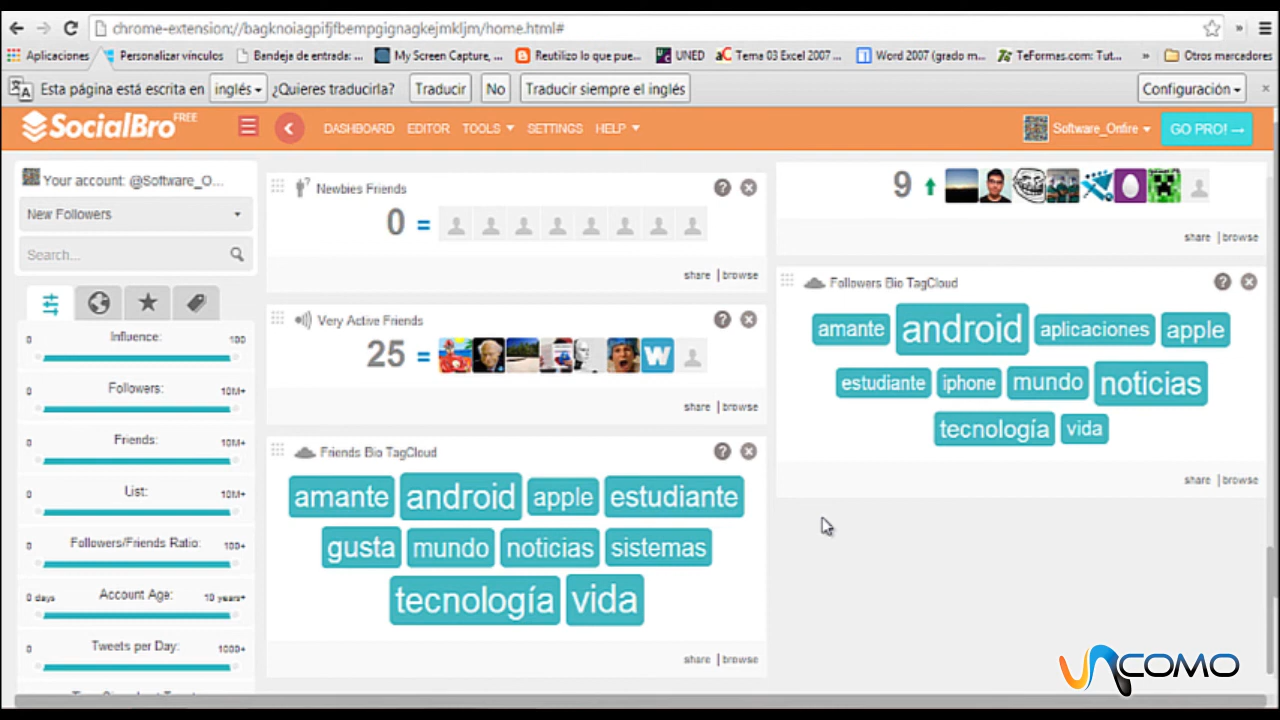 chrome-extension://bagknoiagpifjfbempgignagkejmkljm/home.html#
Aplicaciones Personalizar vínculos Bandeja de entrada: ... My Screen Capture, ... Reutilizo lo que pue... UNED Tema 03 Excel 2007 ... Word 2007 (grado m... TeFormas.com: Tut... » Otros marcadores
Esta página está escrita en inglés ¿Quieres traducirla? Traducir No Traducir siempre el inglés Configuración
SocialBro FREE DASHBOARD EDITOR TOOLS SETTINGS HELP Software_Onfire GO PRO! →
Your account: @Software_O...
New Followers
Search...
Influence:
0 100
Followers:
0 10M+
Friends:
0 10M+
List:
0 10M+
Followers/Friends Ratio:
0 100+
Account Age:
0 days 10 years+
Tweets per Day:
0 1000+
Newbies Friends
0 =
share | browse
Very Active Friends
25 =
W
share | browse
Friends Bio TagCloud
amante android apple estudiante
gusta mundo noticias sistemas
tecnología vida
share | browse
9
share | browse
Followers Bio TagCloud
amante android aplicaciones apple
estudiante iphone mundo noticias
tecnología vida
share | browse
UNCOMO